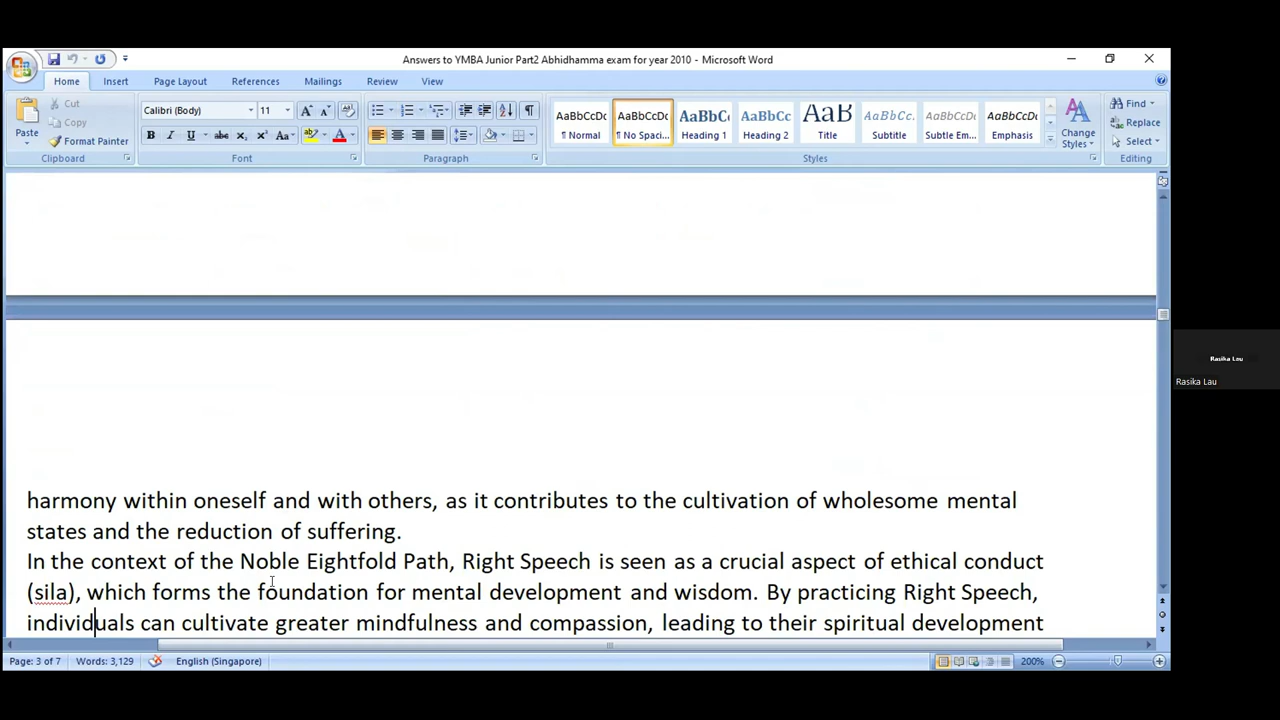 Answers to YMBA Junior Part2 Abhidhamma exam for year 2010 - Microsoft Word
Home Insert Page Layout References Mailings Review View
Paste
Cut
Copy
Format Painter
Clipboard
Calibri (Body) 11
Font
Paragraph
AaBbCcDc AaBbCcDc AaBbC AaBbCc AaB AaBbCc. AaBbCcDc AaBbCcDc
¶ Normal ¶ No Spaci... Heading 1 Heading 2 Title Subtitle Subtle Em... Emphasis
Change Styles
Styles
Find
Replace
Select
Editing
harmony within oneself and with others, as it contributes to the cultivation of wholesome mental
states and the reduction of suffering.
In the context of the Noble Eightfold Path, Right Speech is seen as a crucial aspect of ethical conduct
(sila), which forms the foundation for mental development and wisdom. By practicing Right Speech,
individuals can cultivate greater mindfulness and compassion, leading to their spiritual development
Rasika Lau
Rasika Lau
Page: 3 of 7 Words: 3,129 English (Singapore) 200%